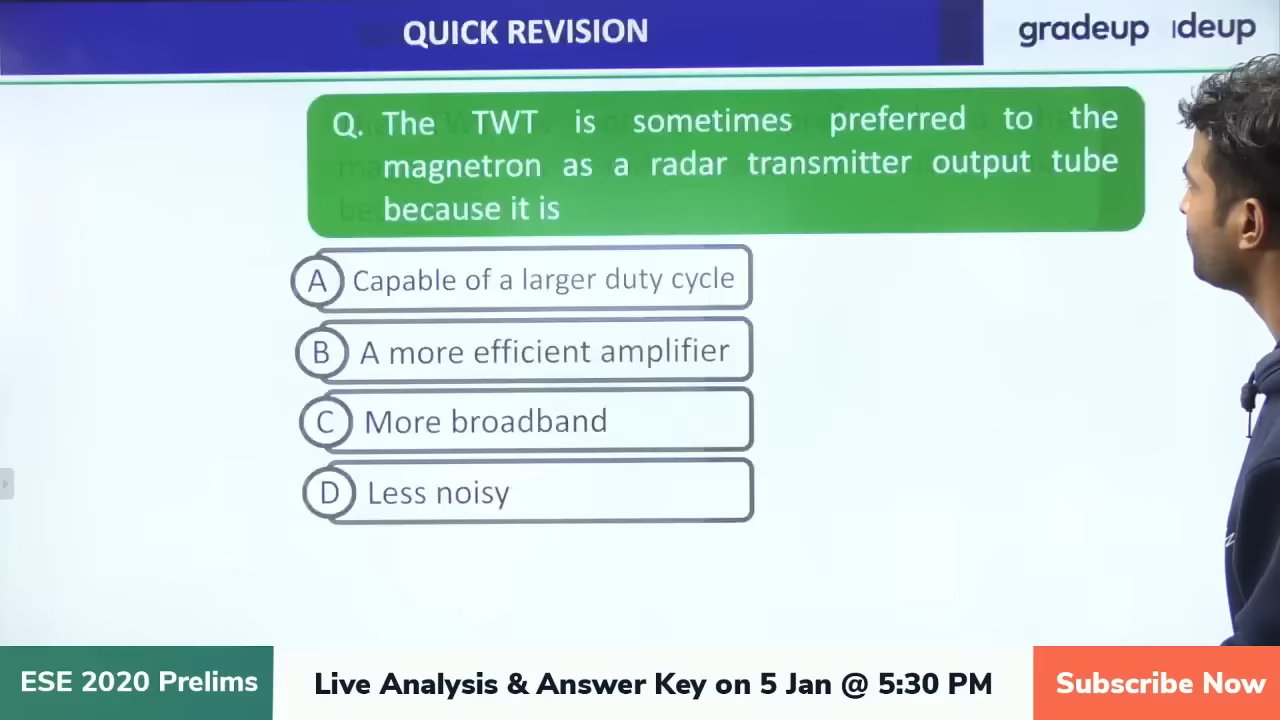 QUICK REVISION
gradeup
deup
Q. The TWT is sometimes preferred to the
magnetron as a radar transmitter output tube
because it is
A Capable of a larger duty cycle
B A more efficient amplifier
C More broadband
D Less noisy
ESE 2020 Prelims
Live Analysis & Answer Key on 5 Jan @ 5:30 PM
Subscribe Now